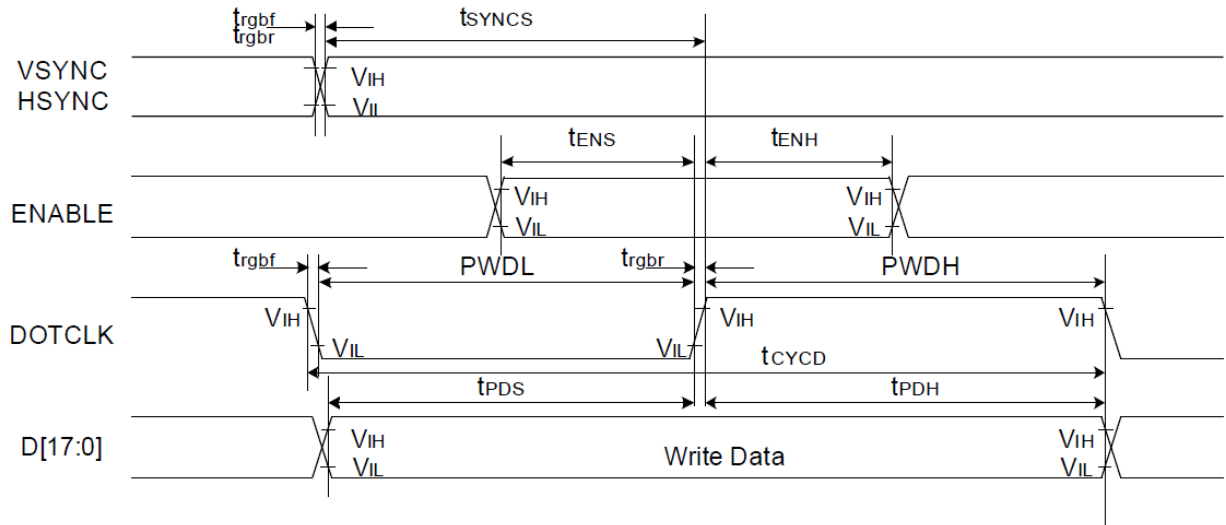 trgbf
tSYNCS
trgbr
VSYNC
HSYNC
VIH
VIL
tENS
tENH
ENABLE
VIH
VIL
VIH
VIL
trgbf
PWDL
trgbr
PWDH
DOTCLK
VIH
VIL
VIL
VIH
VIH
tCYCD
tPDS
tPDH
D[17:0]
VIH
VIL
Write Data
VIH
VIL